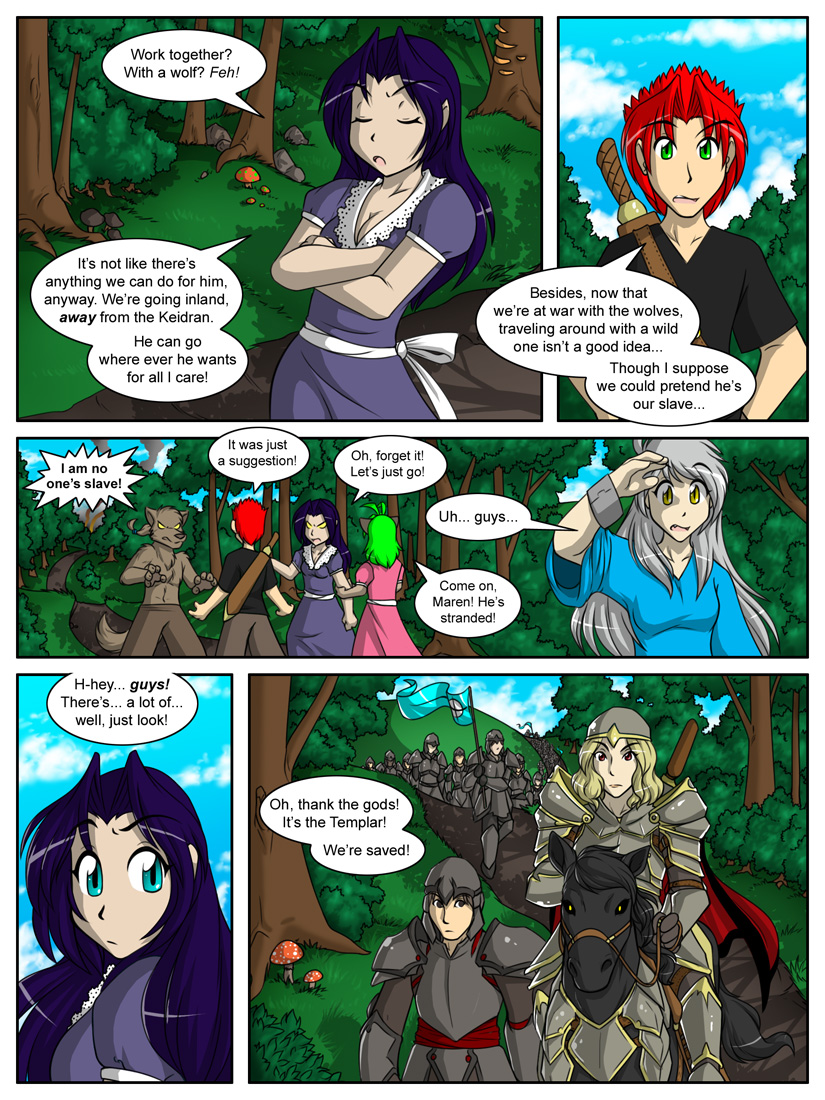 Work together?
With a wolf? Feh!
It's not like there's
anything we can do for him,
anyway. We're going inland,
away from the Keidran.
He can go
where ever he wants
for all I care!
Besides, now that
we're at war with the wolves,
traveling around with a wild
one isn't a good idea...
Though I suppose
we could pretend he's
our slave...
I am no
one's slave!
It was just
a suggestion!
Oh, forget it!
Let's just go!
Uh... guys...
Come on,
Maren! He's
stranded!
H-hey... guys!
There's... a lot of...
well, just look!
Oh, thank the gods!
It's the Templar!
We're saved!